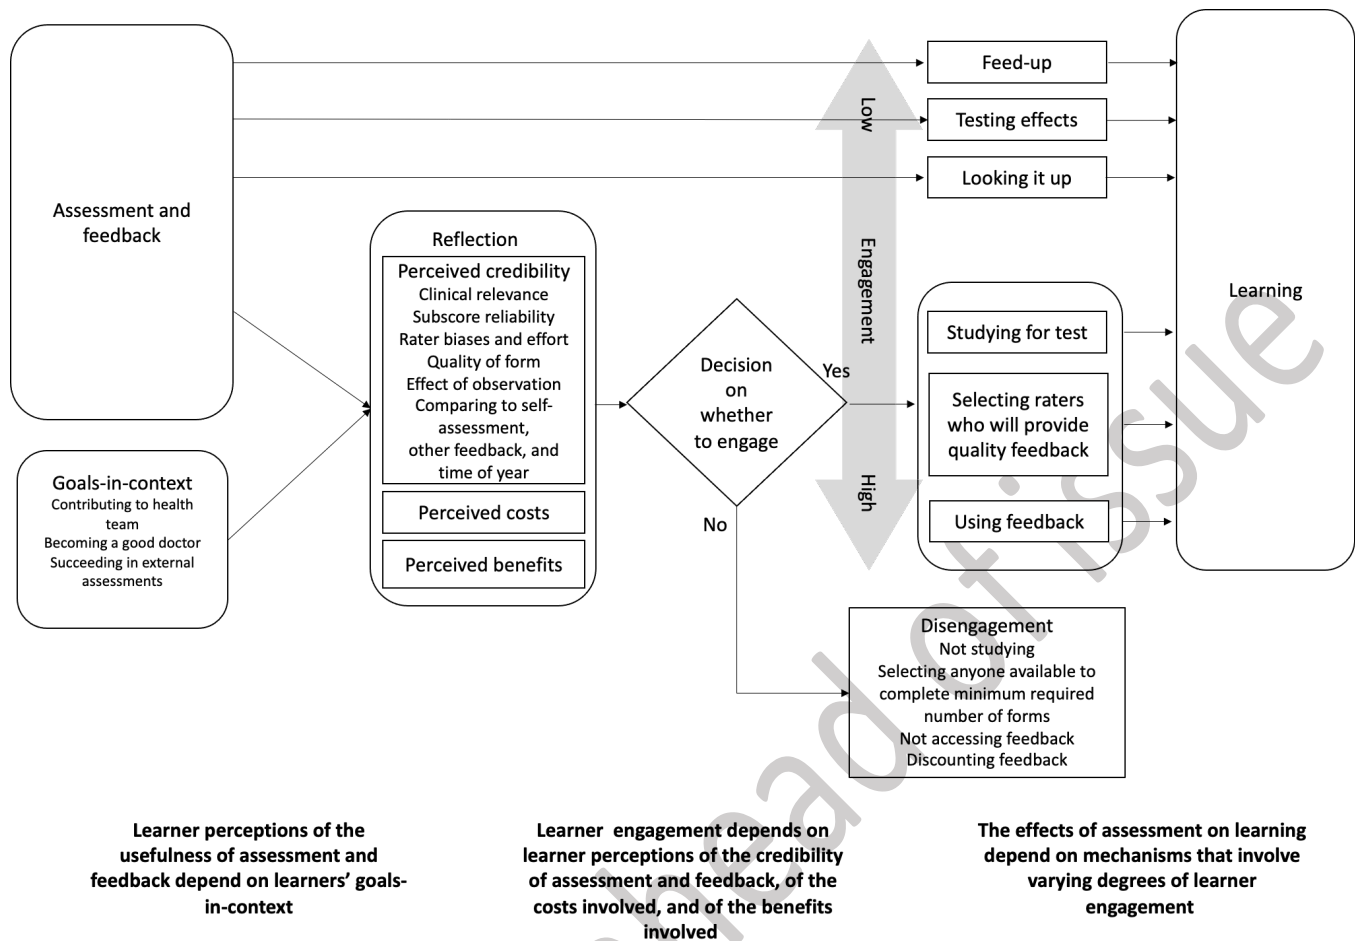 Assessment and
feedback
Goals-in-context
Contributing to health
team
Becoming a good doctor
Succeeding in external
assessments
Reflection
Perceived credibility
Clinical relevance
Subscore reliability
Rater biases and effort
Quality of form
Effect of observation
Comparing to self-
assessment,
other feedback, and
time of year
Perceived costs
Perceived benefits
Decision
on
whether
to engage
Yes
No
Low
Engagement
High
Feed-up
Testing effects
Looking it up
Studying for test
Selecting raters
who will provide
quality feedback
Using feedback
Learning
Disengagement
Not studying
Selecting anyone available to
complete minimum required
number of forms
Not accessing feedback
Discounting feedback
Learner perceptions of the
usefulness of assessment and
feedback depend on learners' goals-
in-context
Learner engagement depends on
learner perceptions of the credibility
of assessment and feedback, of the
costs involved, and of the benefits
involved
The effects of assessment on learning
depend on mechanisms that involve
varying degrees of learner
engagement
head of issue